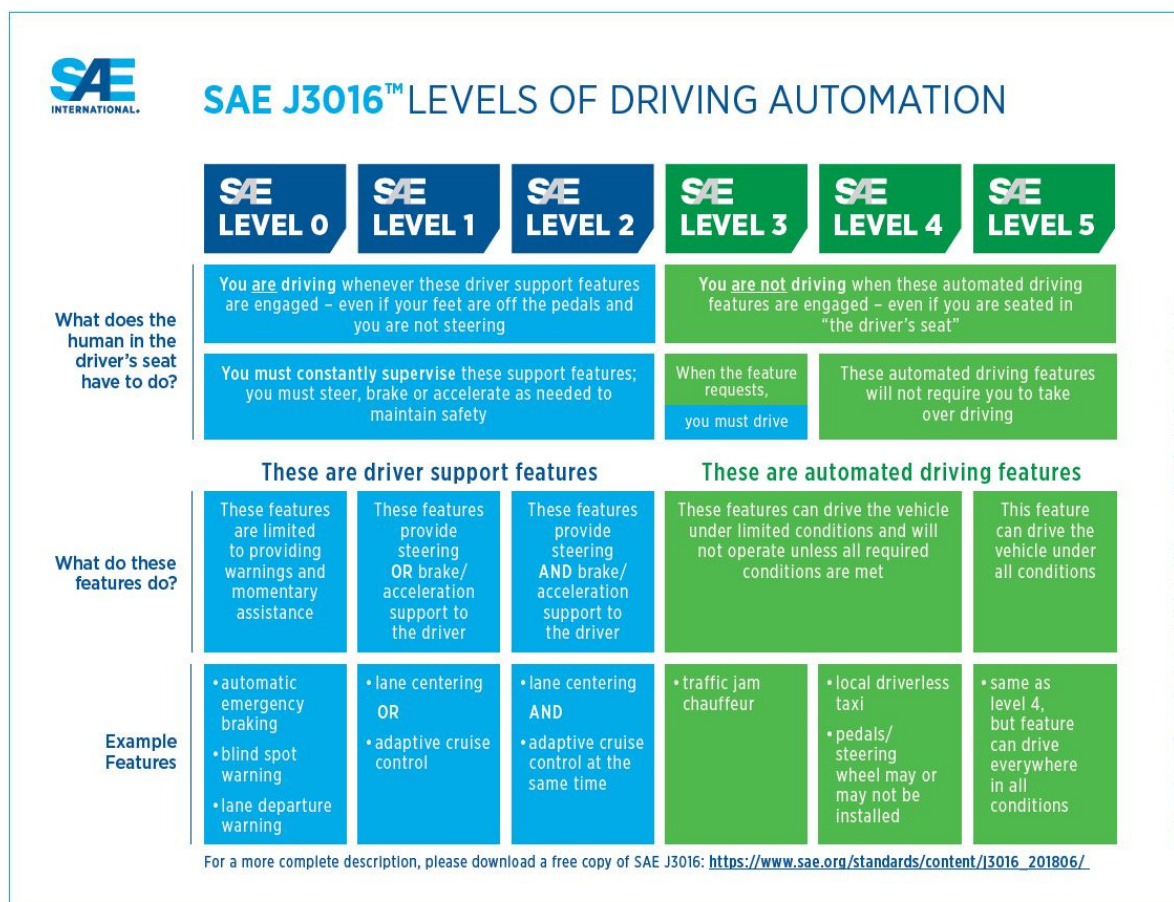 SAE
INTERNATIONAL®
SAE J3016™ LEVELS OF DRIVING AUTOMATION
SAE
LEVEL 0
SAE
LEVEL 1
SAE
LEVEL 2
SAE
LEVEL 3
SAE
LEVEL 4
SAE
LEVEL 5
What does the
human in the
driver's seat
have to do?
You are driving whenever these driver support features
are engaged – even if your feet are off the pedals and
you are not steering
You are not driving when these automated driving
features are engaged – even if you are seated in
“the driver's seat”
You must constantly supervise these support features;
you must steer, brake or accelerate as needed to
maintain safety
When the feature
requests,
you must drive
These automated driving features
will not require you to take
over driving
These are driver support features
These are automated driving features
What do these
features do?
These features
are limited
to providing
warnings and
momentary
assistance
These features
provide
steering
OR brake/
acceleration
support to
the driver
These features
provide
steering
AND brake/
acceleration
support to
the driver
These features can drive the vehicle
under limited conditions and will
not operate unless all required
conditions are met
This feature
can drive the
vehicle under
all conditions
Example
Features
• automatic
emergency
braking
• blind spot
warning
• lane departure
warning
• lane centering
OR
• adaptive cruise
control
• lane centering
AND
• adaptive cruise
control at the
same time
• traffic jam
chauffeur
• local driverless
taxi
• pedals/
steering
wheel may or
may not be
installed
• same as
level 4,
but feature
can drive
everywhere
in all
conditions
For a more complete description, please download a free copy of SAE J3016: https://www.sae.org/standards/content/J3016_201806/